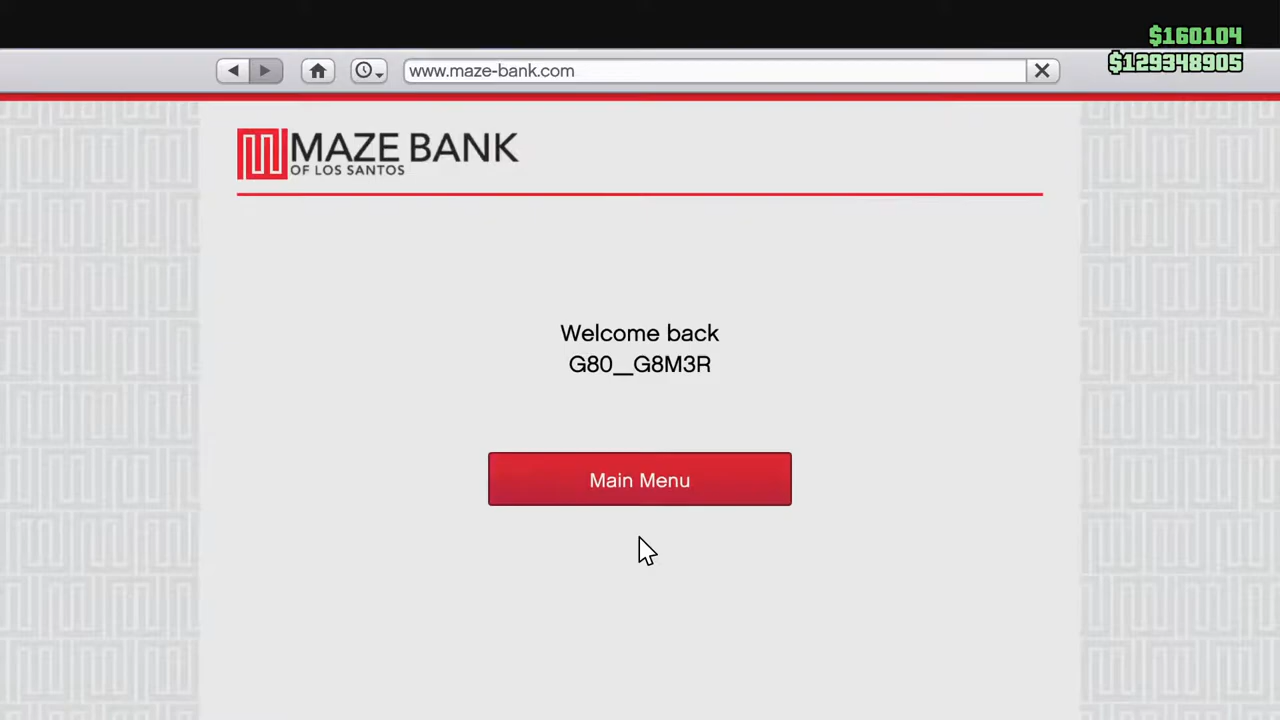 $160104
www.maze-bank.com
$129348905
MAZE BANK
OF LOS SANTOS
Welcome back
G80__G8M3R
Main Menu